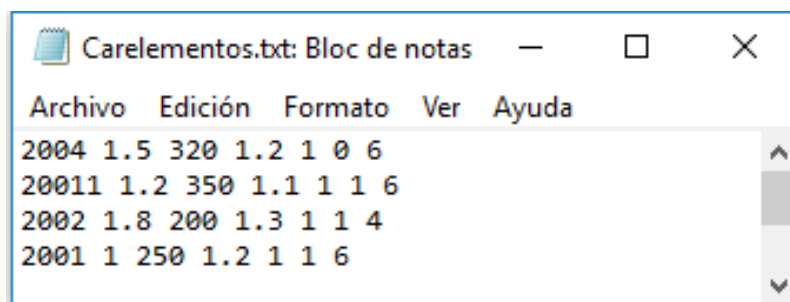 Carelementos.txt: Bloc de notas
Archivo Edición Formato Ver Ayuda
2004 1.5 320 1.2 1 0 6
20011 1.2 350 1.1 1 1 6
2002 1.8 200 1.3 1 1 4
2001 1 250 1.2 1 1 6